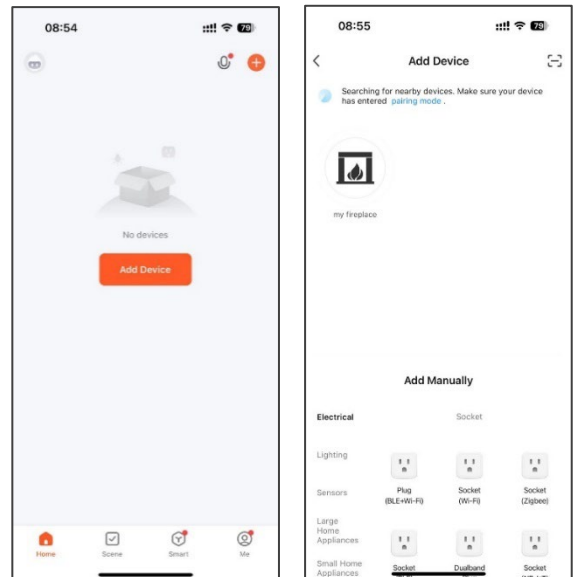 08:54
79
No devices
Add Device
Home
Scene
Smart
Me
08:55
79
Add Device
Searching for nearby devices. Make sure your device
has entered pairing mode .
my fireplace
Add Manually
Electrical
Socket
Lighting
Sensors
Large
Home
Appliances
Small Home
Appliances
Plug
(BLE+Wi-Fi)
Socket
(Wi-Fi)
Socket
(Zigbee)
Socket
Dualband
Socket